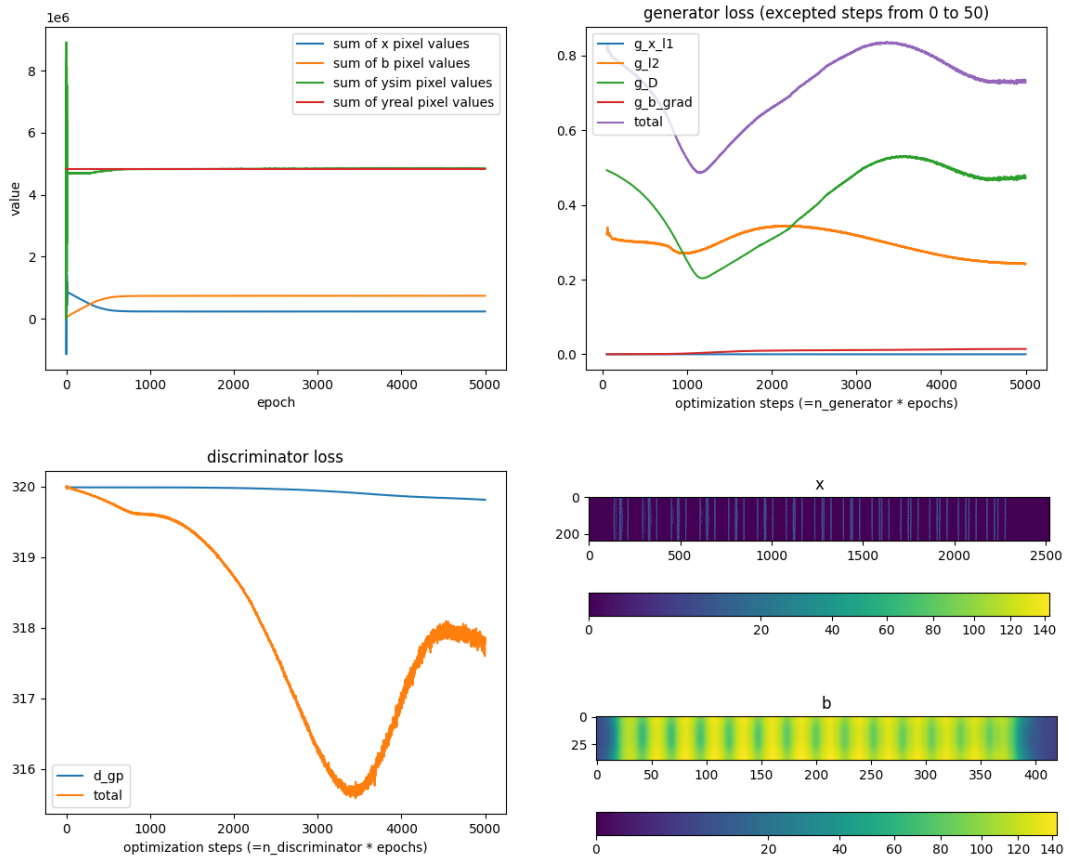 1e6
8
6
4
2
0
value
sum of x pixel values
sum of b pixel values
sum of ysim pixel values
sum of yreal pixel values
0 1000 2000 3000 4000 5000
epoch
generator loss (excepted steps from 0 to 50)
0.8
0.6
0.4
0.2
0.0
g_x_l1
g_l2
g_D
g_b_grad
total
0 1000 2000 3000 4000 5000
optimization steps (=n_generator * epochs)
discriminator loss
320
319
318
317
316
d_gp
total
0 1000 2000 3000 4000 5000
optimization steps (=n_discriminator * epochs)
x
0
200
0 500 1000 1500 2000 2500
0 20 40 60 80 100 120 140
b
0
25
0 50 100 150 200 250 300 350 400
0 20 40 60 80 100 120 140